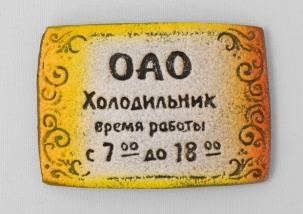 ОАО
Холодильник
время работы
с 7 00 до 18 00